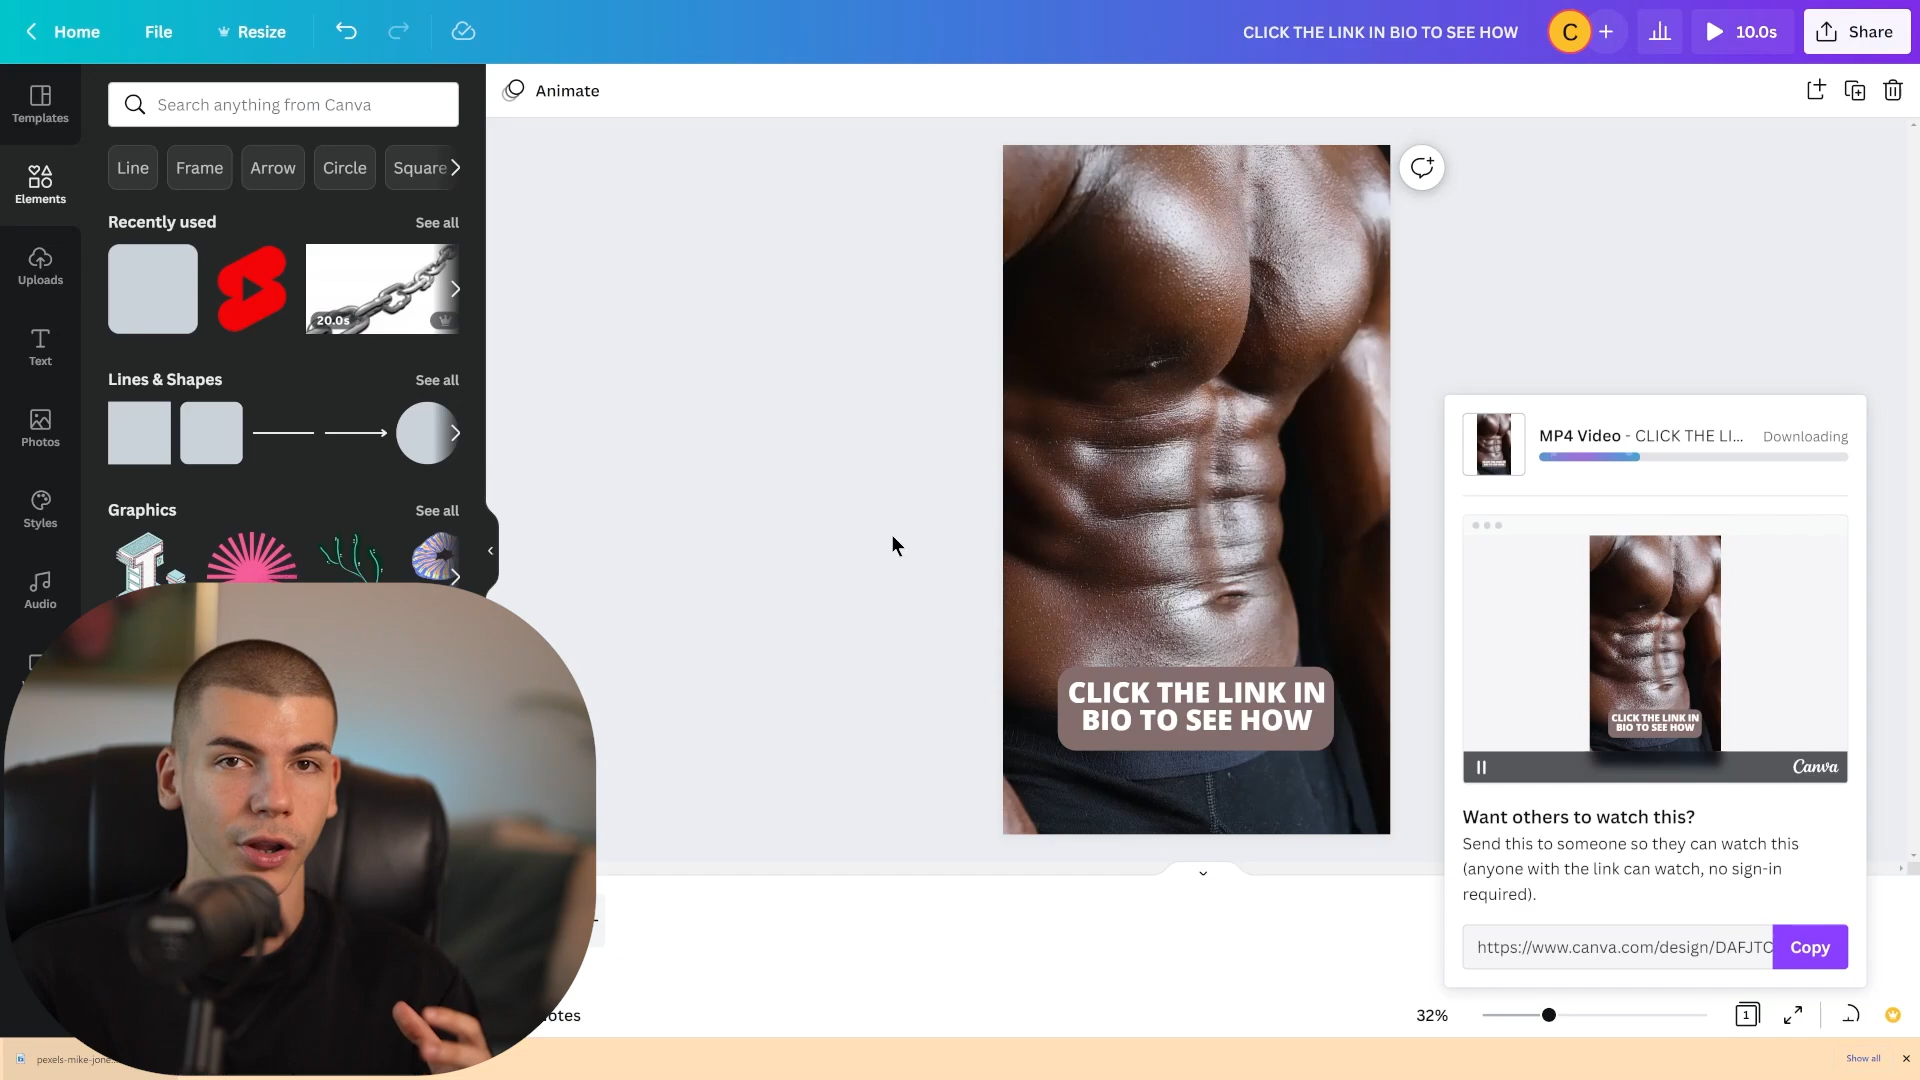 Home
File
Resize
CLICK THE LINK IN BIO TO SEE HOW
C
10.0s
Share
Templates
Elements
Uploads
Text
Photos
Styles
Audio
Search anything from Canva
Line
Frame
Arrow
Circle
Square
Recently used
See all
20.0s
Lines & Shapes
See all
Graphics
See all
Animate
CLICK THE LINK IN
BIO TO SEE HOW
MP4 Video - CLICK THE LI...
Downloading
CLICK THE LINK IN
BIO TO SEE HOW
Canva
Want others to watch this?
Send this to someone so they can watch this
(anyone with the link can watch, no sign-in
required).
https://www.canva.com/design/DAFJTC
Copy
otes
32%
1
pexels-mike-jone...
Show all